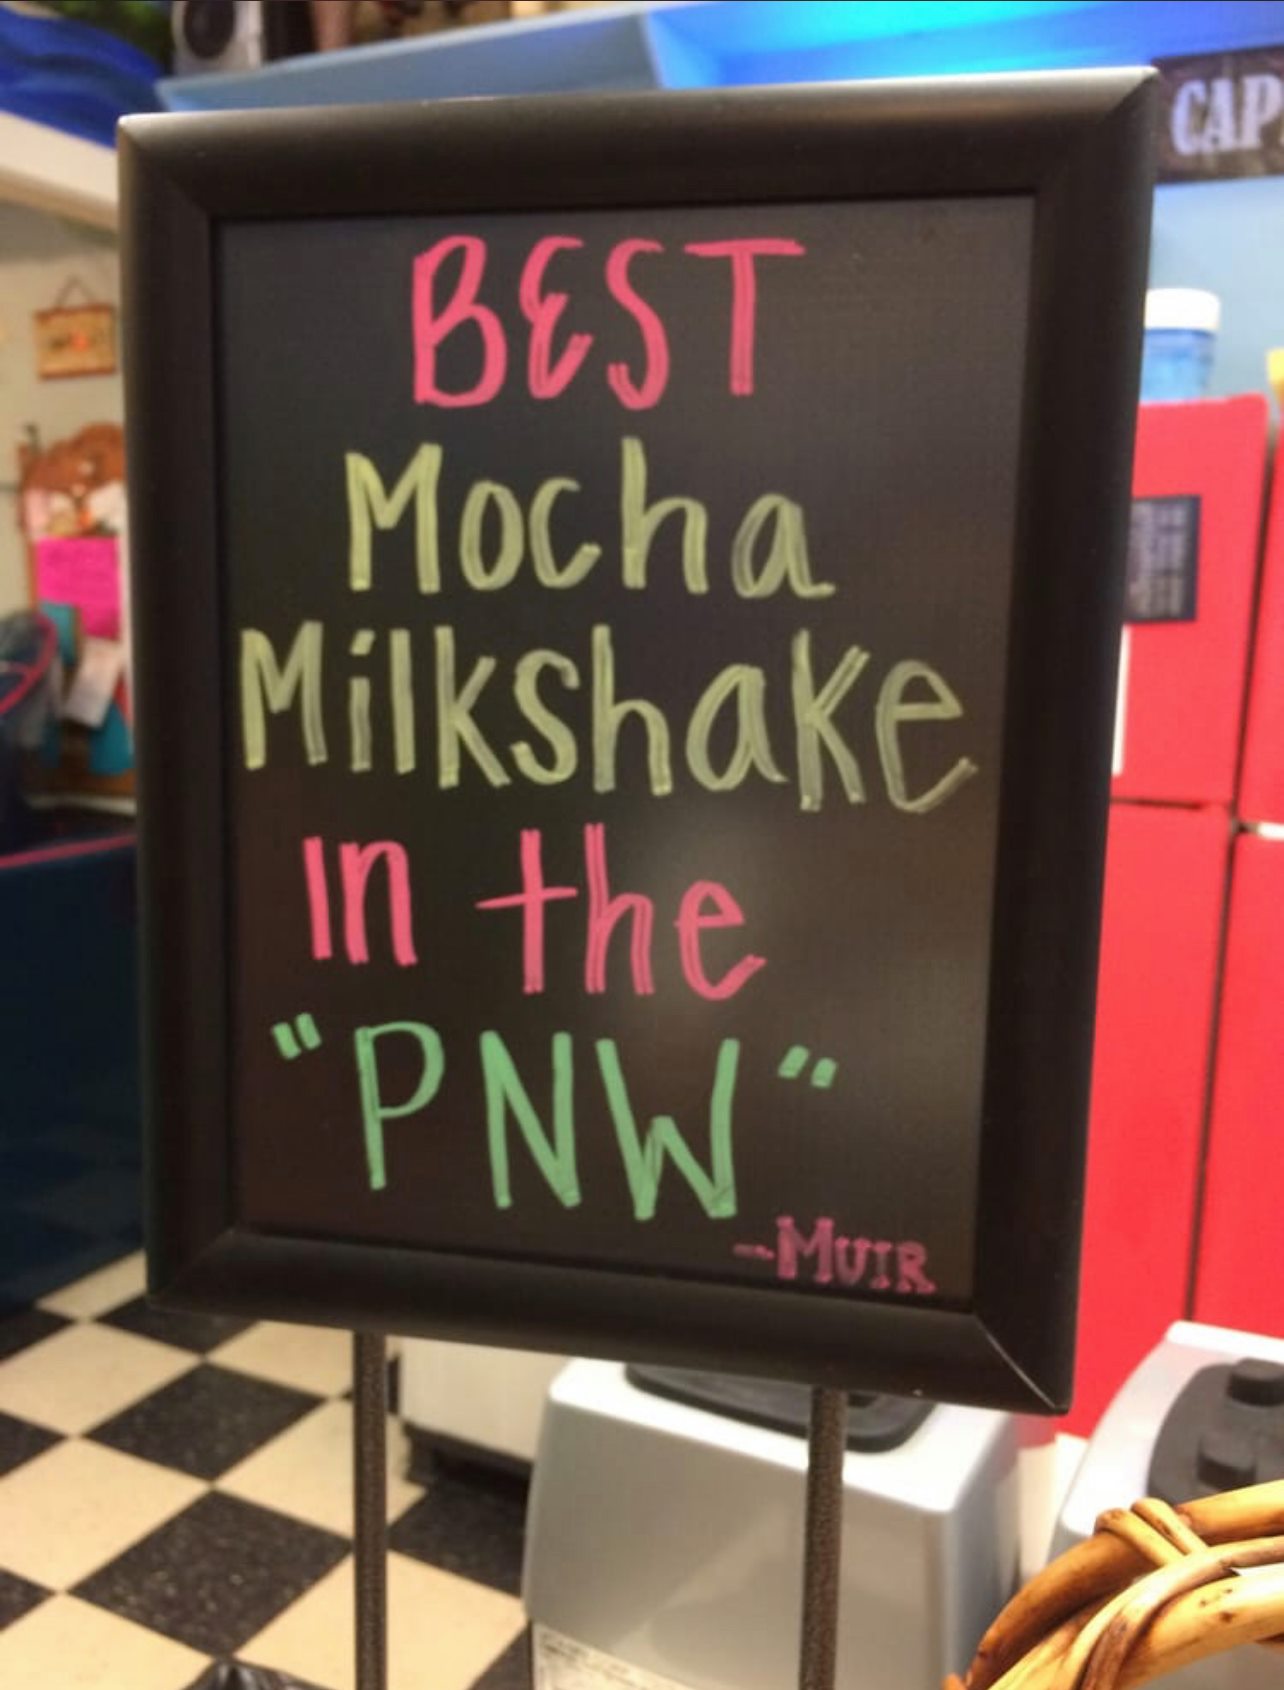 CAP
BEST
Mocha
Milkshake
In the
"PNW"
-MUIR